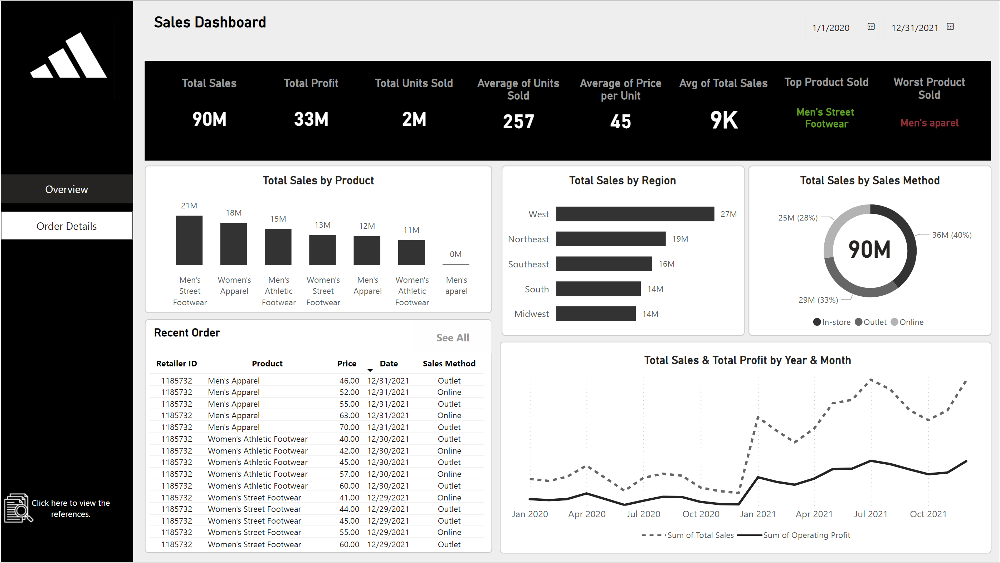 Sales Dashboard
1/1/2020 12/31/2021
Total Sales
90M
Total Profit
33M
Total Units Sold
2M
Average of Units
Sold
257
Average of Price
per Unit
45
Avg of Total Sales
9K
Top Product Sold
Men's Street
Footwear
Worst Product
Sold
Men's aparel
Overview
Order Details
Click here to view the
references.
Total Sales by Product
21M
18M
15M
13M
12M
11M
0M
Men's
Street
Footwear
Women's
Apparel
Men's
Athletic
Footwear
Women's
Street
Footwear
Men's
Apparel
Women's
Athletic
Footwear
Men's
aparel
Total Sales by Region
West 27M
Northeast 19M
Southeast 16M
South 14M
Midwest 14M
Total Sales by Sales Method
25M (28%)
36M (40%)
90M
29M (33%)
In-store Outlet Online
Recent Order
See All
Retailer ID Product Price Date Sales Method
1185732 Men's Apparel 46.00 12/31/2021 Outlet
1185732 Men's Apparel 52.00 12/31/2021 Online
1185732 Men's Apparel 55.00 12/31/2021 Outlet
1185732 Men's Apparel 63.00 12/31/2021 Online
1185732 Men's Apparel 70.00 12/31/2021 Outlet
1185732 Women's Athletic Footwear 40.00 12/30/2021 Outlet
1185732 Women's Athletic Footwear 42.00 12/30/2021 Online
1185732 Women's Athletic Footwear 45.00 12/30/2021 Outlet
1185732 Women's Athletic Footwear 57.00 12/30/2021 Online
1185732 Women's Athletic Footwear 60.00 12/30/2021 Outlet
1185732 Women's Street Footwear 41.00 12/29/2021 Online
1185732 Women's Street Footwear 44.00 12/29/2021 Outlet
1185732 Women's Street Footwear 45.00 12/29/2021 Outlet
1185732 Women's Street Footwear 55.00 12/29/2021 Online
1185732 Women's Street Footwear 60.00 12/29/2021 Outlet
Total Sales & Total Profit by Year & Month
Jan 2020 Apr 2020 Jul 2020 Oct 2020 Jan 2021 Apr 2021 Jul 2021 Oct 2021
Sum of Total Sales Sum of Operating Profit